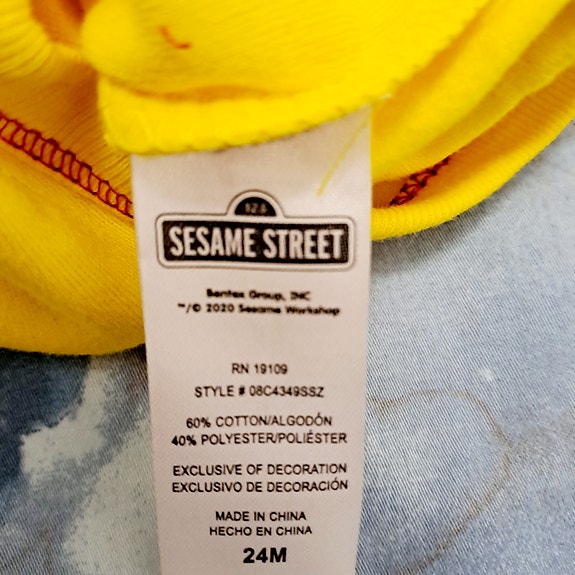 123
SESAME STREET
Bentex Group, INC
™/© 2020 Sesame Workshop
RN 19109
STYLE # 08C4349SSZ
60% COTTON/ALGODÓN
40% POLYESTER/POLIÉSTER
EXCLUSIVE OF DECORATION
EXCLUSIVO DE DECORACIÓN
MADE IN CHINA
HECHO EN CHINA
24M